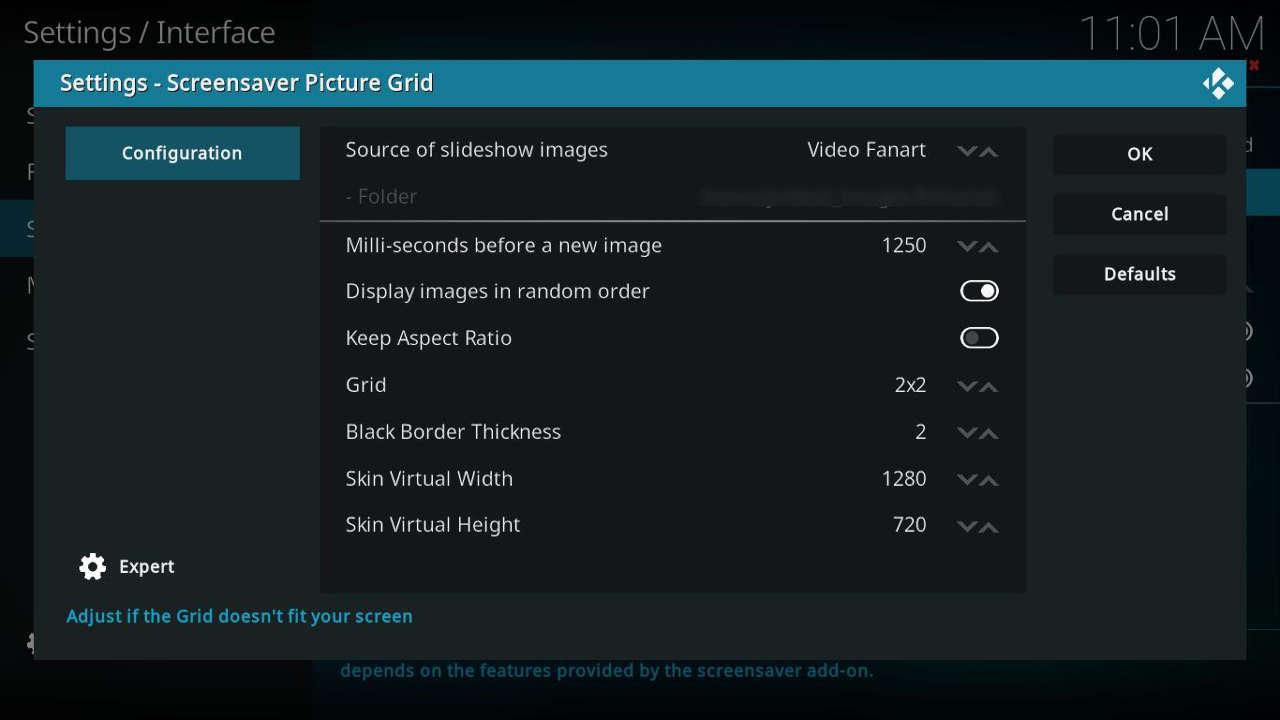 Settings / Interface
11:01 AM
Settings - Screensaver Picture Grid
Configuration
Source of slideshow images Video Fanart
- Folder
Milli-seconds before a new image 1250
Display images in random order
Keep Aspect Ratio
Grid 2x2
Black Border Thickness 2
Skin Virtual Width 1280
Skin Virtual Height 720
OK
Cancel
Defaults
Expert
Adjust if the Grid doesn't fit your screen
depends on the features provided by the screensaver add-on.